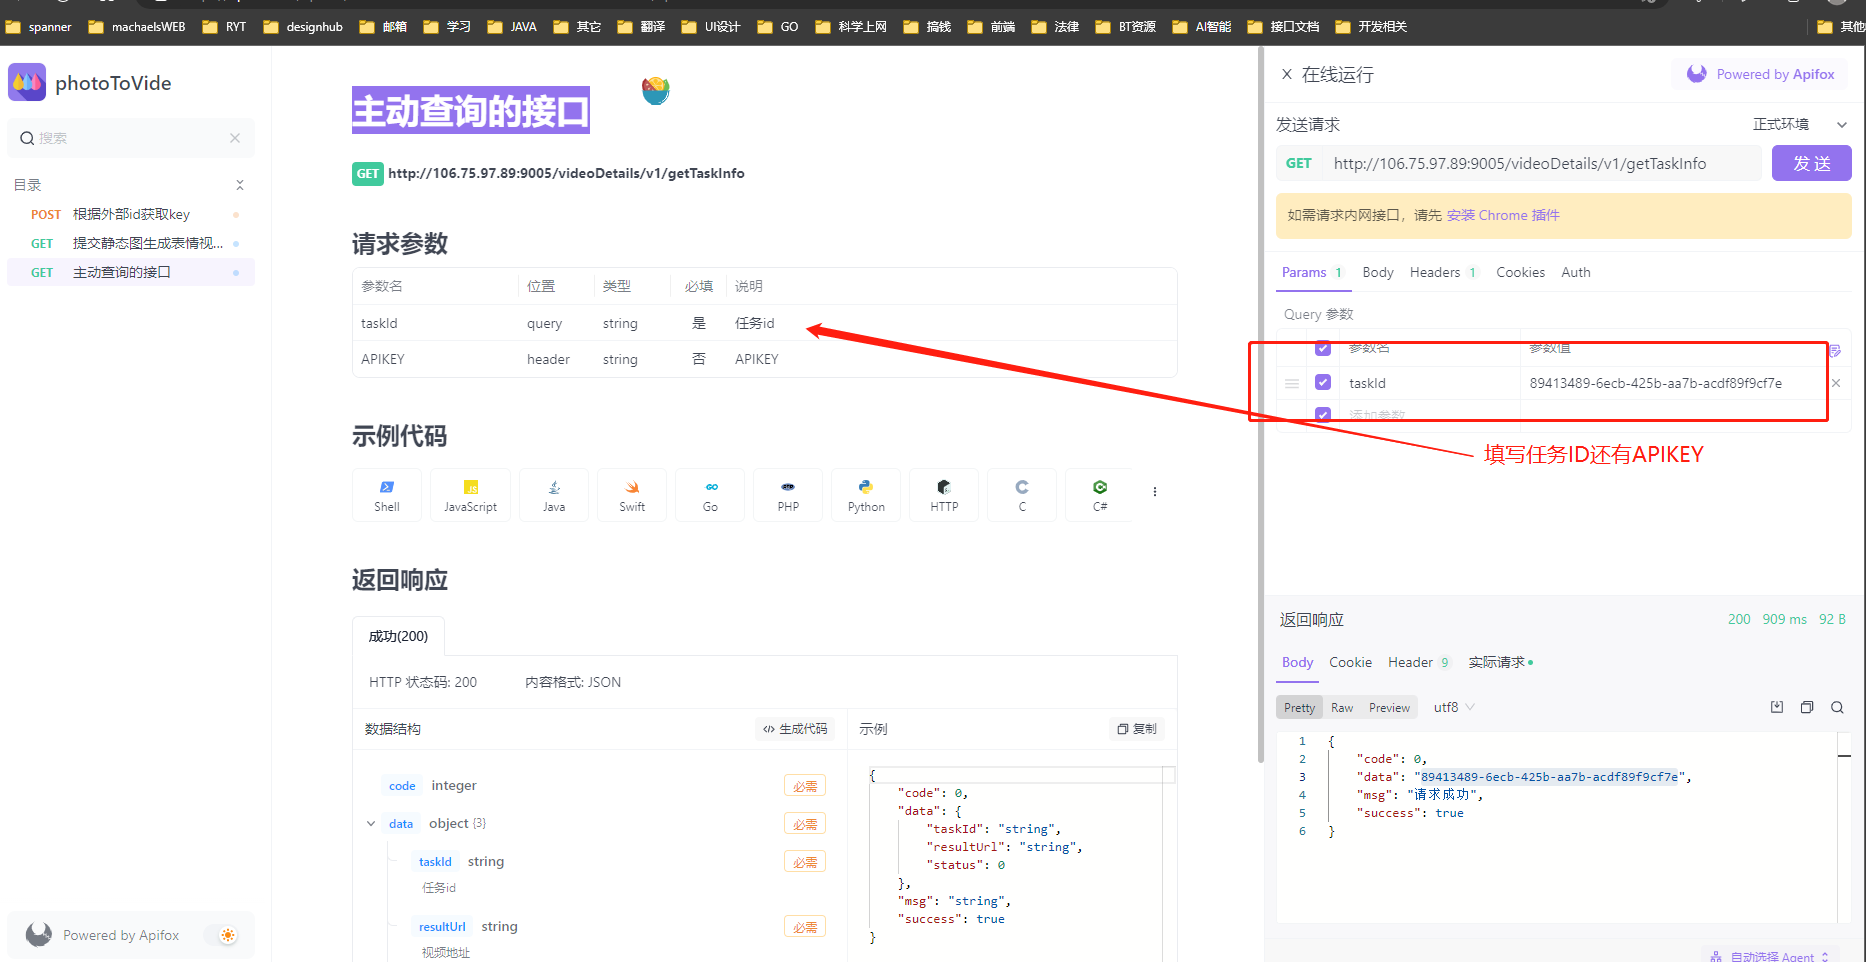 spanner machaelsWEB RYT designhub 邮箱 学习 JAVA 其它 翻译 UI设计 GO 科学上网 搞钱 前端 法律 BT资源 AI智能 接口文档 开发相关 其他
photoToVide
搜索
目录
POST 根据外部id获取key
GET 提交静态图生成表情视...
GET 主动查询的接口
Powered by Apifox
主动查询的接口
GET http://106.75.97.89:9005/videoDetails/v1/getTaskInfo
请求参数
参数名 位置 类型 必填 说明
taskId query string 是 任务id
APIKEY header string 否 APIKEY
示例代码
Shell JavaScript Java Swift Go PHP Python HTTP C C#
返回响应
成功(200)
HTTP 状态码: 200 内容格式: JSON
数据结构 生成代码
code integer 必需
data object {3} 必需
taskId string 必需
任务id
resultUrl string 必需
视频地址
示例 复制
{
"code": 0,
"data": {
"taskId": "string",
"resultUrl": "string",
"status": 0
},
"msg": "string",
"success": true
}
在线运行 Powered by Apifox
发送请求 正式环境
GET http://106.75.97.89:9005/videoDetails/v1/getTaskInfo 发 送
如需请求内网接口，请先 安装 Chrome 插件
Params 1 Body Headers 1 Cookies Auth
Query 参数
参数名 参数值
taskId 89413489-6ecb-425b-aa7b-acdf89f9cf7e
添加参数
填写任务ID还有APIKEY
返回响应 200 909 ms 92 B
Body Cookie Header 9 实际请求
Pretty Raw Preview utf8
1 {
2 "code": 0,
3 "data": "89413489-6ecb-425b-aa7b-acdf89f9cf7e",
4 "msg": "请求成功",
5 "success": true
6 }
自动选择 Agent